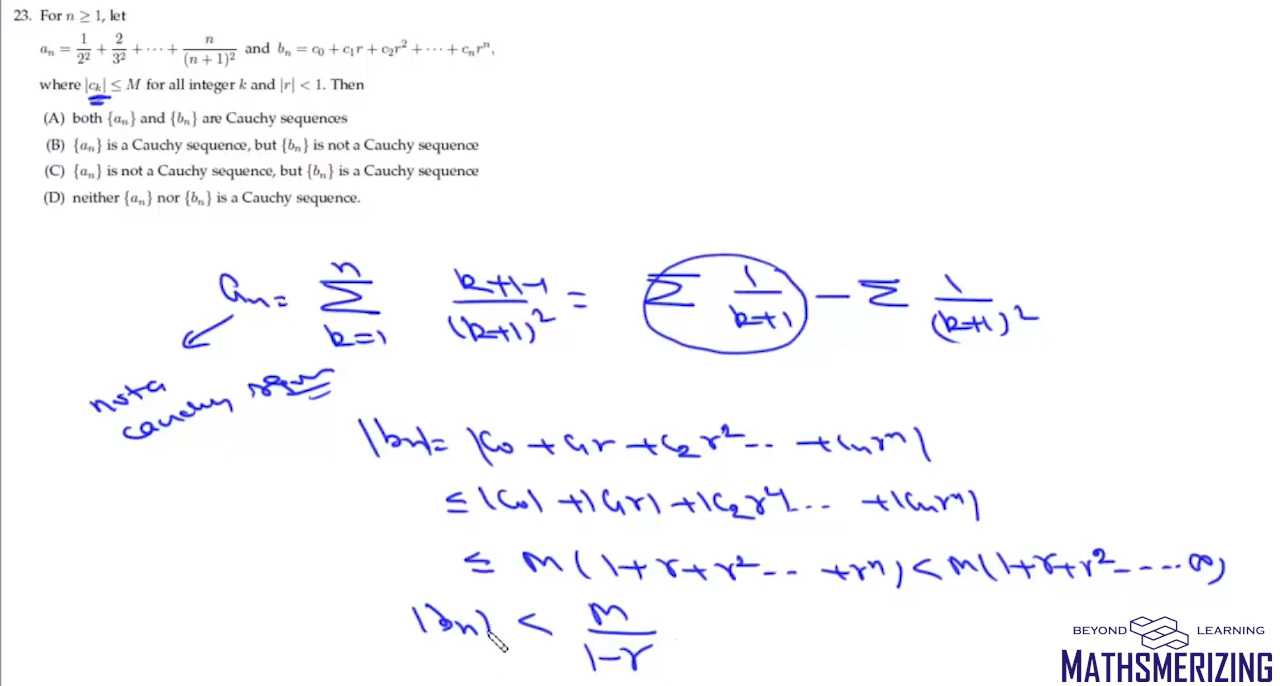 23. For n ≥ 1, let
aₙ = 1/2² + 2/3² + ··· + n/(n + 1)² and bₙ = c₀ + c₁r + c₂r² + ··· + cₙrⁿ,
where |cₖ| ≤ M for all integer k and |r| < 1. Then
(A) both {aₙ} and {bₙ} are Cauchy sequences
(B) {aₙ} is a Cauchy sequence, but {bₙ} is not a Cauchy sequence
(C) {aₙ} is not a Cauchy sequence, but {bₙ} is a Cauchy sequence
(D) neither {aₙ} nor {bₙ} is a Cauchy sequence.
aₙ = Σ_{k=1}^{n} (k+1-1)/(k+1)² = Σ 1/(k+1) - Σ 1/(k+1)²
not a
cauchy
|bₙ| = |c₀ + c₁r + c₂r² -- + cₙrⁿ|
≤ |c₀| + |c₁r| + |c₂r²| -- + |cₙrⁿ|
≤ M(1+r+r² -- +rⁿ) < M(1+r+r² ---- ∞)
|bₙ| < M/(1-r)
BEYOND LEARNING
MATHSMERIZING